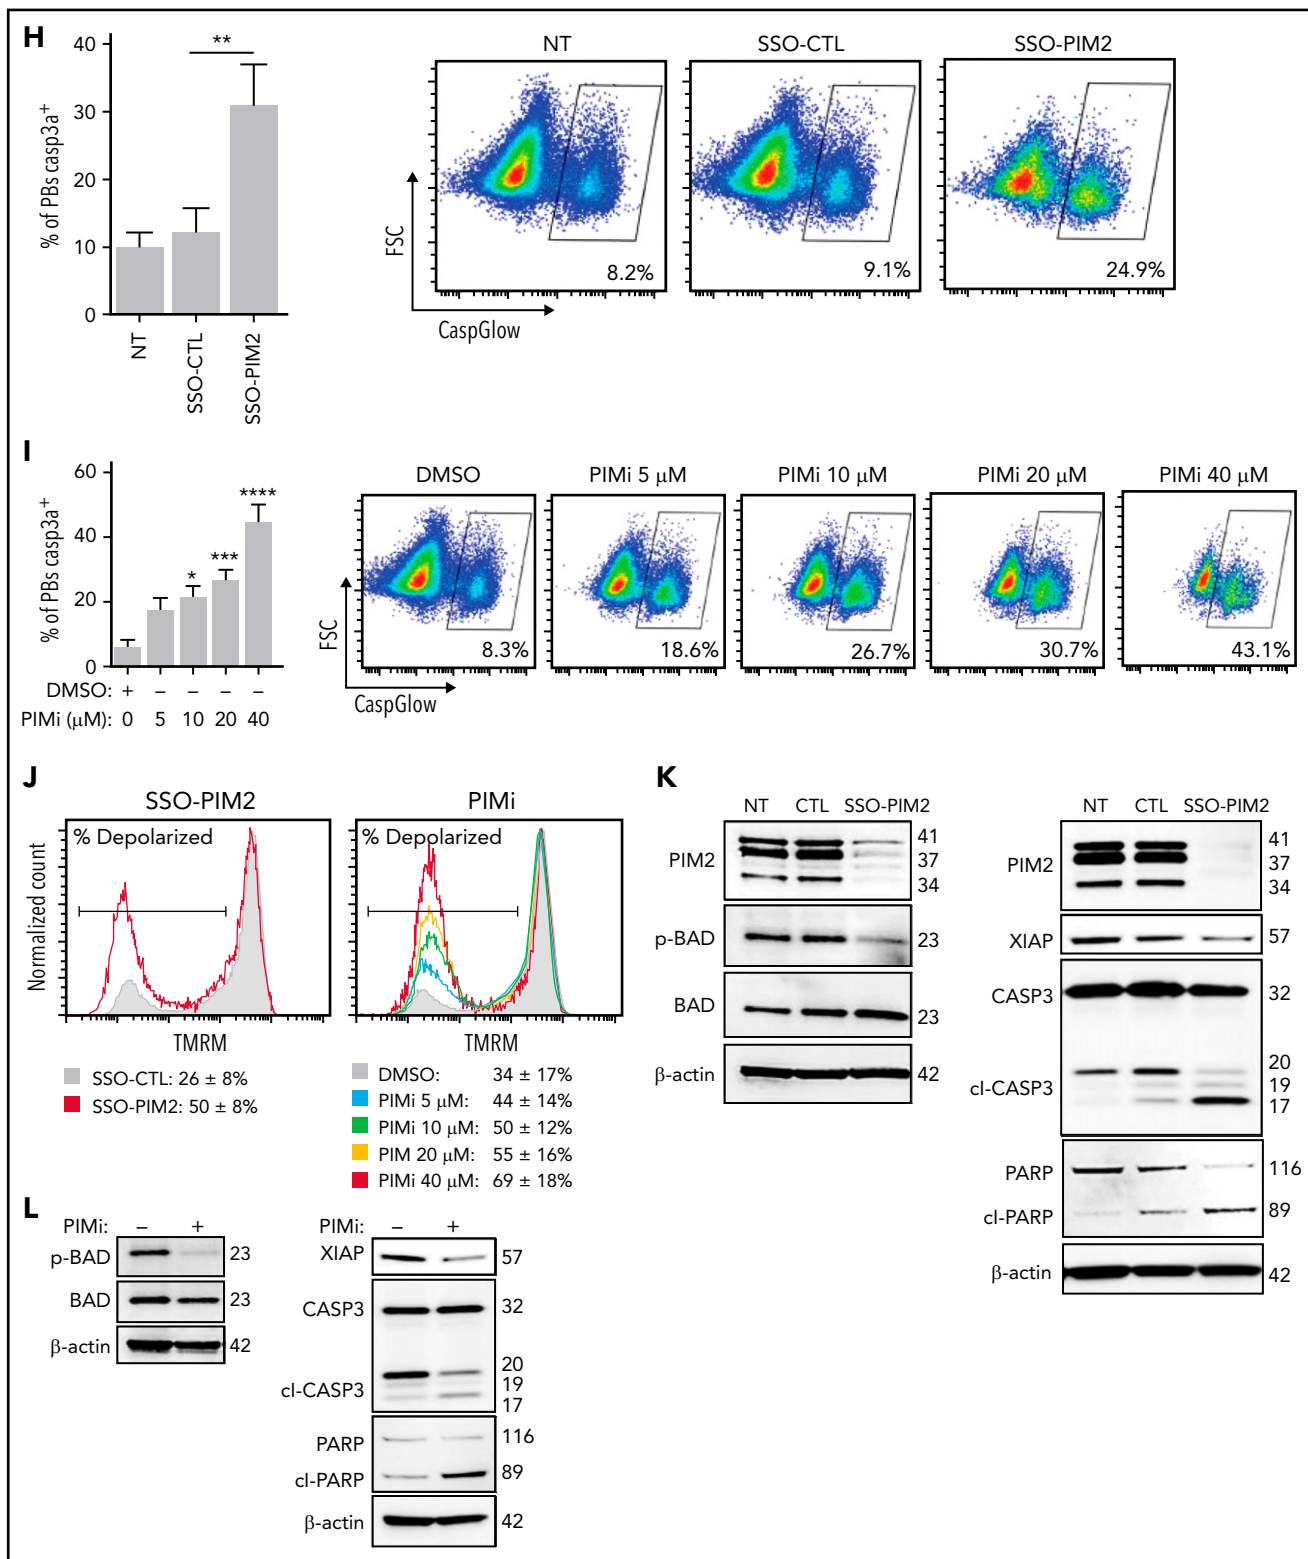 H
40
30
20
10
0
% of PBs casp3a+
**
NT
SSO-CTL
SSO-PIM2
NT
SSO-CTL
SSO-PIM2
8.2%
9.1%
24.9%
FSC
CaspGlow
I
60
40
20
0
% of PBs casp3a+
*
***
****
DMSO: + – – – –
PIMi (μM): 0 5 10 20 40
DMSO
PIMi 5 μM
PIMi 10 μM
PIMi 20 μM
PIMi 40 μM
8.3%
18.6%
26.7%
30.7%
43.1%
FSC
CaspGlow
J
SSO-PIM2
PIMi
% Depolarized
% Depolarized
Normalized count
TMRM
TMRM
SSO-CTL: 26 ± 8%
SSO-PIM2: 50 ± 8%
DMSO: 34 ± 17%
PIMi 5 μM: 44 ± 14%
PIMi 10 μM: 50 ± 12%
PIM 20 μM: 55 ± 16%
PIMi 40 μM: 69 ± 18%
K
NT CTL SSO-PIM2
PIM2
41
37
34
p-BAD 23
BAD 23
β-actin 42
NT CTL SSO-PIM2
PIM2
41
37
34
XIAP 57
CASP3 32
cl-CASP3
20
19
17
PARP 116
cl-PARP 89
β-actin 42
L
PIMi: – +
p-BAD 23
BAD 23
β-actin 42
PIMi: – +
XIAP 57
CASP3 32
cl-CASP3
20
19
17
PARP 116
cl-PARP 89
β-actin 42